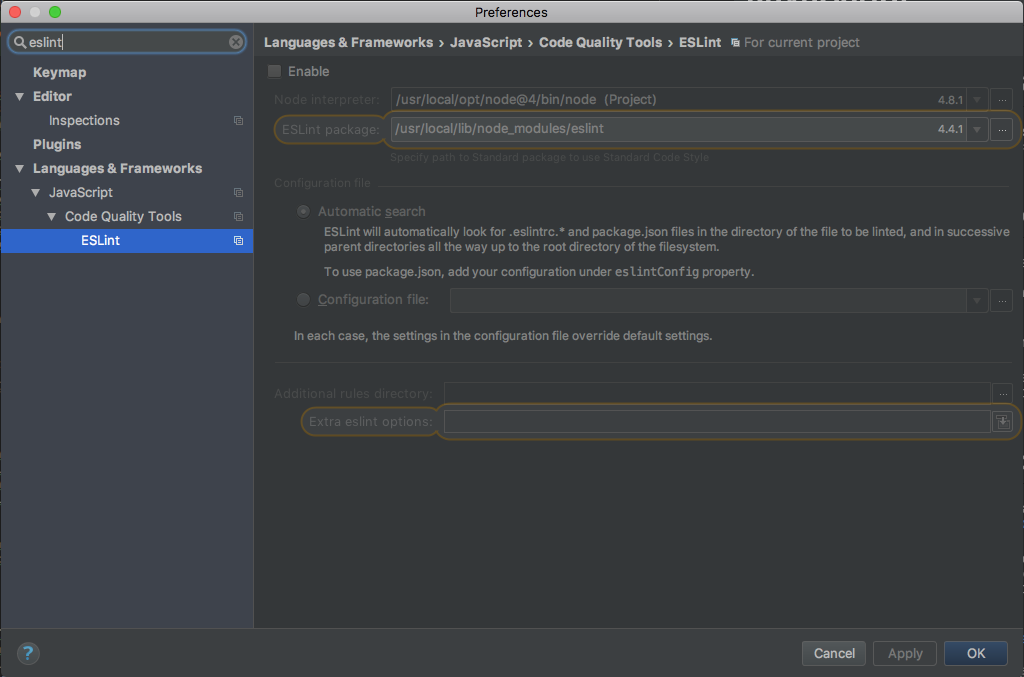 Preferences
eslint
Keymap
Editor
Inspections
Plugins
Languages & Frameworks
JavaScript
Code Quality Tools
ESLint
Languages & Frameworks › JavaScript › Code Quality Tools › ESLint For current project
Enable
Node interpreter: /usr/local/opt/node@4/bin/node (Project) 4.8.1 ...
ESLint package: /usr/local/lib/node_modules/eslint 4.4.1 ...
Specify path to Standard package to use Standard Code Style
Configuration file
Automatic search
ESLint will automatically look for .eslintrc.* and package.json files in the directory of the file to be linted, and in successive
parent directories all the way up to the root directory of the filesystem.
To use package.json, add your configuration under eslintConfig property.
Configuration file: ...
In each case, the settings in the configuration file override default settings.
Additional rules directory: ...
Extra eslint options:
?
Cancel
Apply
OK